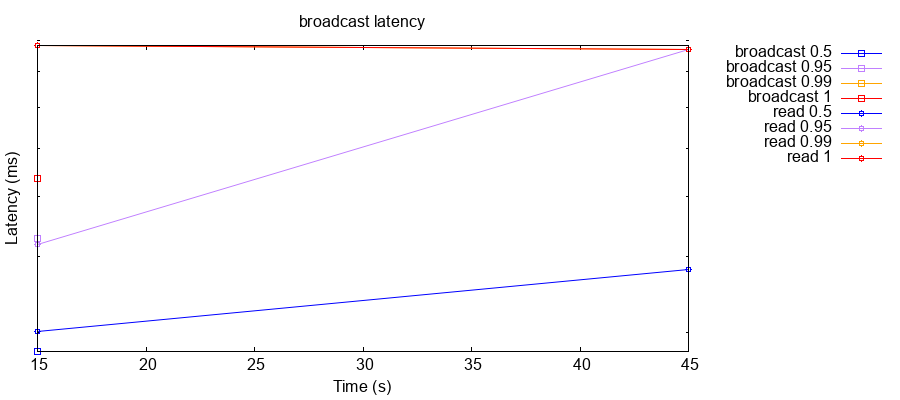 broadcast latency
broadcast 0.5
broadcast 0.95
broadcast 0.99
broadcast 1
read 0.5
read 0.95
read 0.99
read 1
Latency (ms)
15 20 25 30 35 40 45
Time (s)